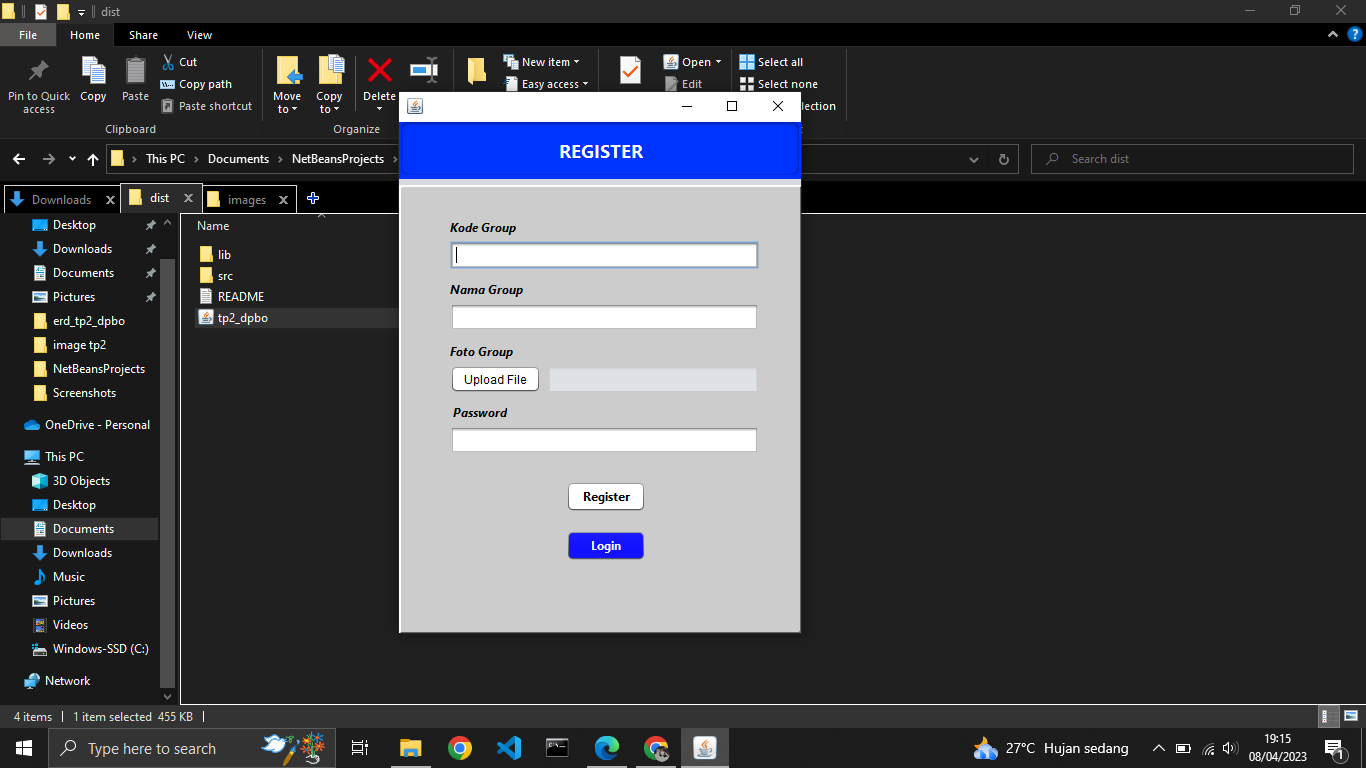 dist
File Home Share View
Pin to Quick access
Copy
Paste
Cut
Copy path
Paste shortcut
Clipboard
Move to
Copy to
Delete
Organize
New item
Easy access
Open
Edit
Select all
Select none
This PC > Documents > NetBeansProjects >
Search dist
Downloads
dist
images
Desktop
Downloads
Documents
Pictures
erd_tp2_dpbo
image tp2
NetBeansProjects
Screenshots
OneDrive - Personal
This PC
3D Objects
Desktop
Documents
Downloads
Music
Pictures
Videos
Windows-SSD (C:)
Network
Name
lib
src
README
tp2_dpbo
REGISTER
Kode Group
Nama Group
Foto Group
Upload File
Password
Register
Login
4 items
1 item selected 455 KB
Type here to search
27°C Hujan sedang
19:15
08/04/2023
1